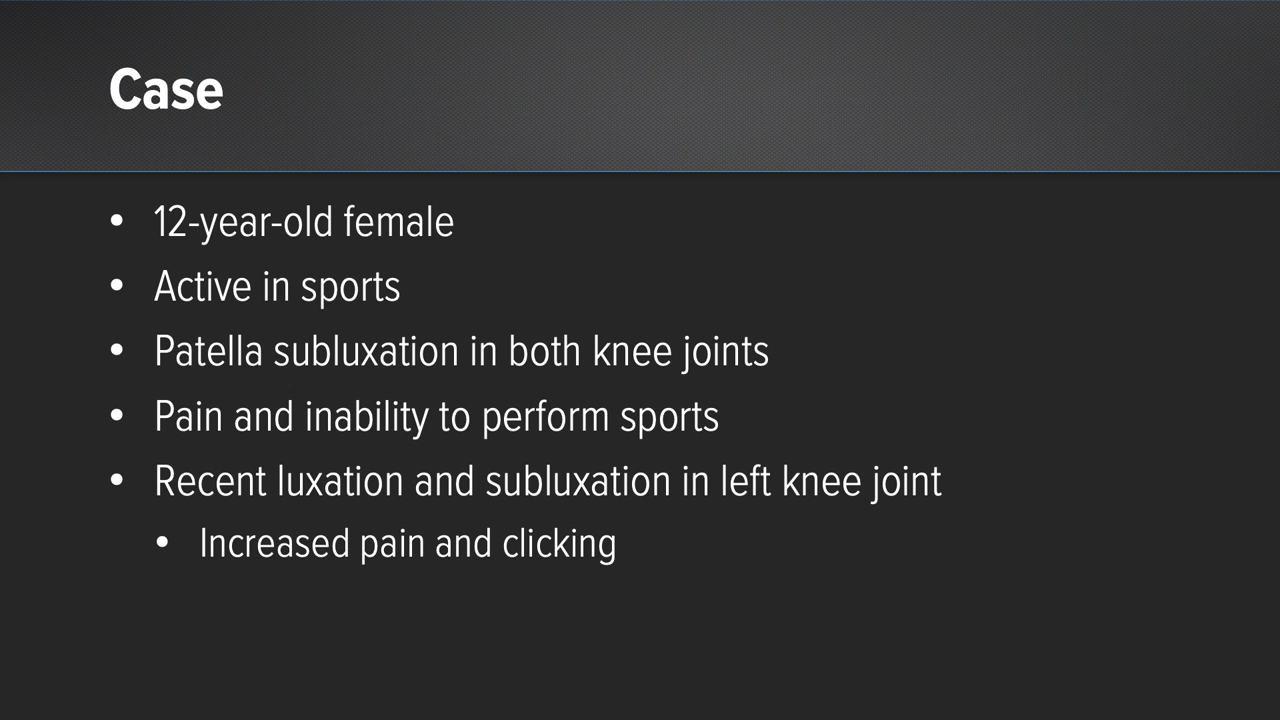 Case
• 12-year-old female
• Active in sports
• Patella subluxation in both knee joints
• Pain and inability to perform sports
• Recent luxation and subluxation in left knee joint
• Increased pain and clicking